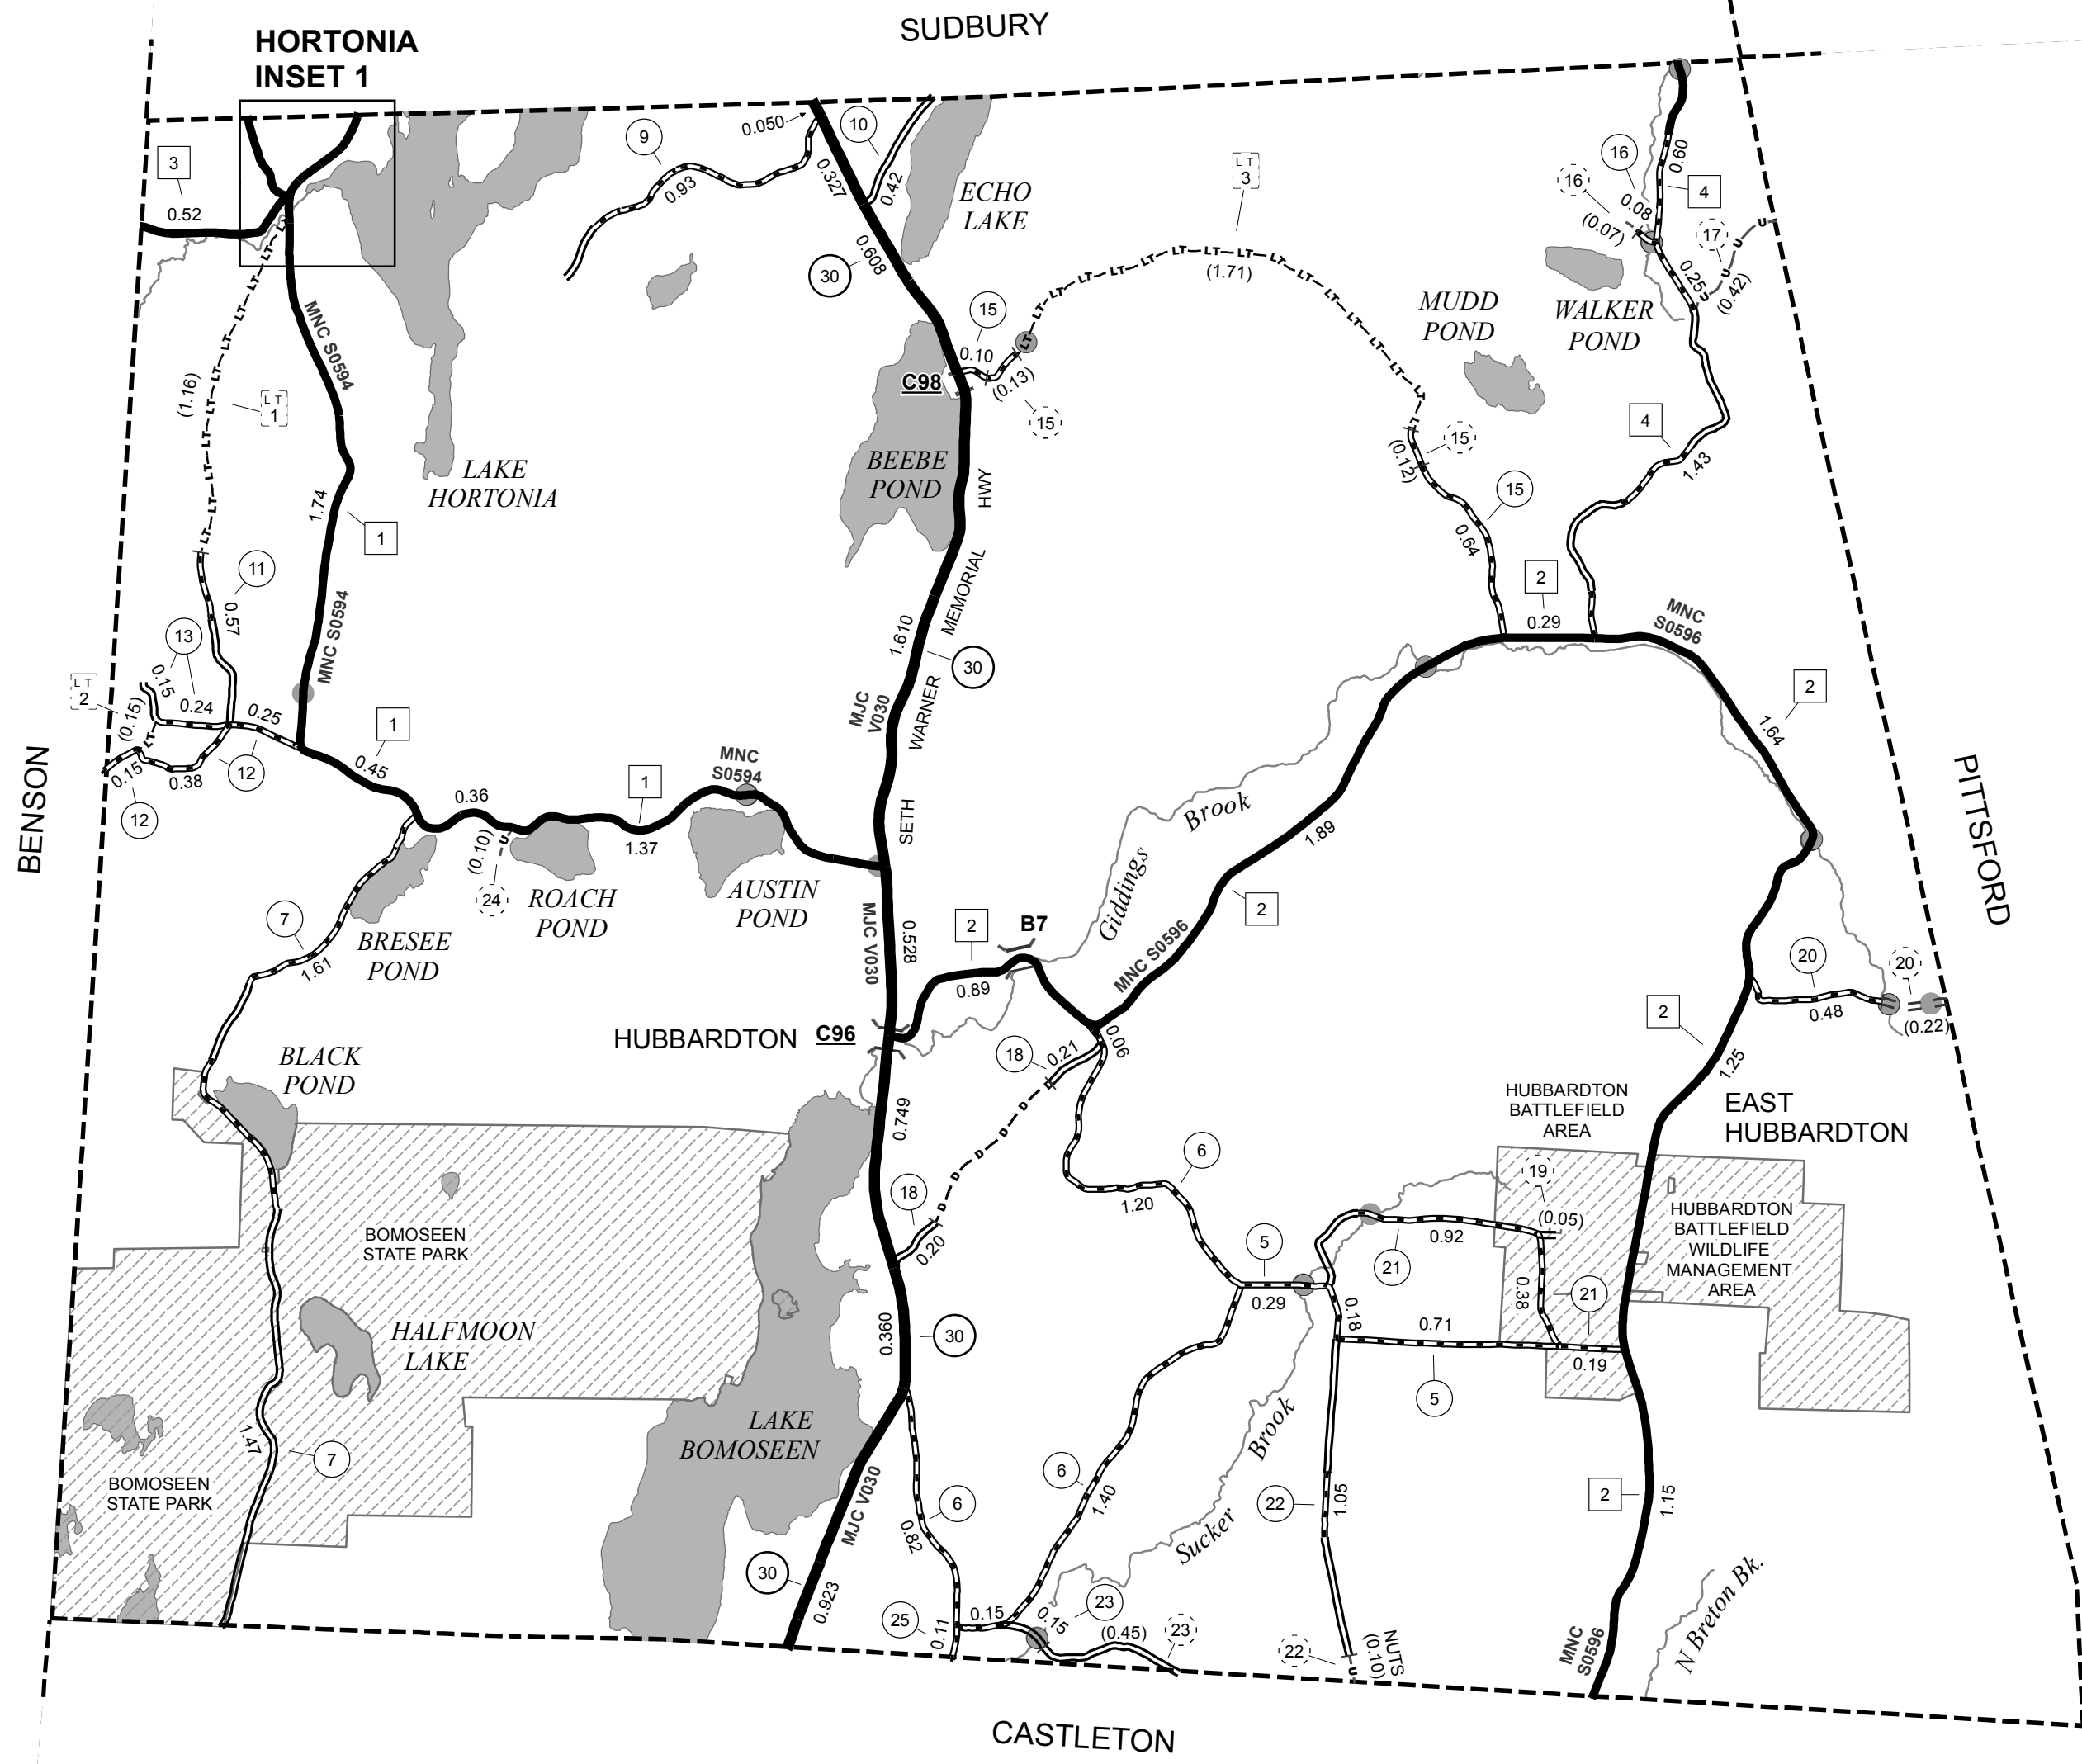 SUDBURY
HORTONIA
INSET 1
0.050
9
10
3
0.52
0.93
0.327
0.42
ECHO
LAKE
LT
3
16
16
0.60
4
0.08
(0.07)
17
0.25
(0.42)
30
0.608
(1.71)
MNC S0594
MUDD
POND
WALKER
POND
15
0.10
C98
(0.13)
15
(1.16)
LT
1
4
1.43
15
(0.12)
15
0.64
LAKE
HORTONIA
BEEBE
POND
HWY
1.74
1
11
0.57
MNC S0594
MEMORIAL
1.610
30
2
0.29
MNC
S0596
13
0.15
0.24
0.25
LT
2
(0.15)
0.15
0.38
12
12
1
0.45
MJC
V030
WARNER
2
1.64
BENSON
PITTSFORD
0.36
1
MNC
S0594
1.37
(0.10)
24
SETH
Brook
Giddings
1.89
2
ROACH
POND
AUSTIN
POND
7
1.61
BRESEE
POND
MJC V030
0.528
2
B7
0.89
MNC S0596
20
20
0.48
(0.22)
HUBBARDTON
C96
18
0.21
0.06
2
1.25
BLACK
POND
HUBBARDTON
BATTLEFIELD
AREA
EAST
HUBBARDTON
0.749
6
1.20
18
0.20
19
(0.05)
BOMOSEEN
STATE PARK
HUBBARDTON
BATTLEFIELD
WILDLIFE
MANAGEMENT
AREA
5
0.29
21
0.92
0.38
21
0.18
0.71
0.19
5
HALFMOON
LAKE
0.360
30
LAKE
BOMOSEEN
1.47
7
BOMOSEEN
STATE PARK
MJC V030
6
0.82
6
1.40
Sucker
Brook
22
1.05
2
1.15
30
0.923
25
0.11
0.15
0.15
23
(0.45)
23
22
NUTS
(0.10)
MNC
S0596
N Breton Bk.
CASTLETON